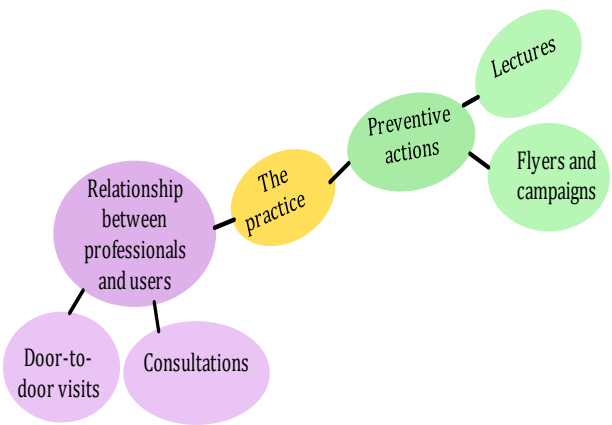 Lectures
Preventive
actions
Flyers and
campaigns
The
practice
Relationship
between
professionals
and users
Door-to-
door visits
Consultations